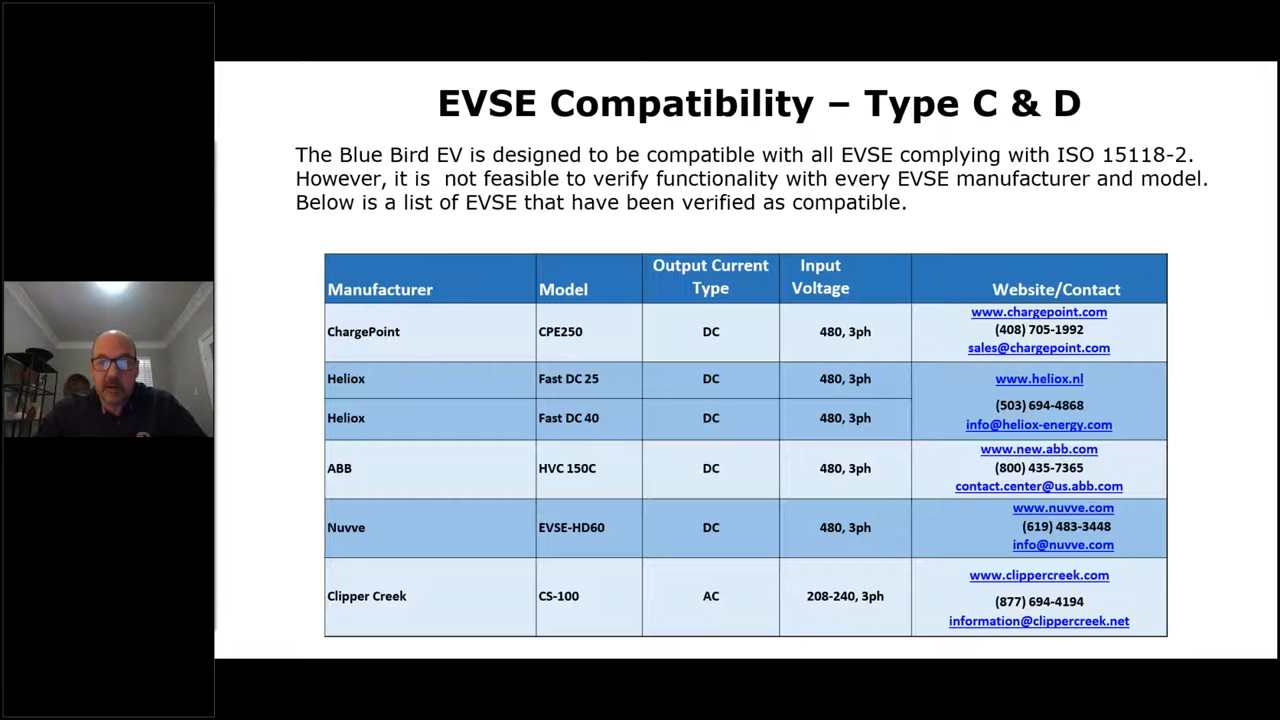 EVSE Compatibility – Type C & D
The Blue Bird EV is designed to be compatible with all EVSE complying with ISO 15118-2.
However, it is  not feasible to verify functionality with every EVSE manufacturer and model.
Below is a list of EVSE that have been verified as compatible.
Manufacturer Model Output Current Type Input Voltage Website/Contact
ChargePoint CPE250 DC 480, 3ph www.chargepoint.com
(408) 705-1992
sales@chargepoint.com
Heliox Fast DC 25 DC 480, 3ph www.heliox.nl
(503) 694-4868
Heliox Fast DC 40 DC 480, 3ph info@heliox-energy.com
ABB HVC 150C DC 480, 3ph www.new.abb.com
(800) 435-7365
contact.center@us.abb.com
Nuvve EVSE-HD60 DC 480, 3ph www.nuvve.com
(619) 483-3448
info@nuvve.com
Clipper Creek CS-100 AC 208-240, 3ph www.clippercreek.com
(877) 694-4194
information@clippercreek.net